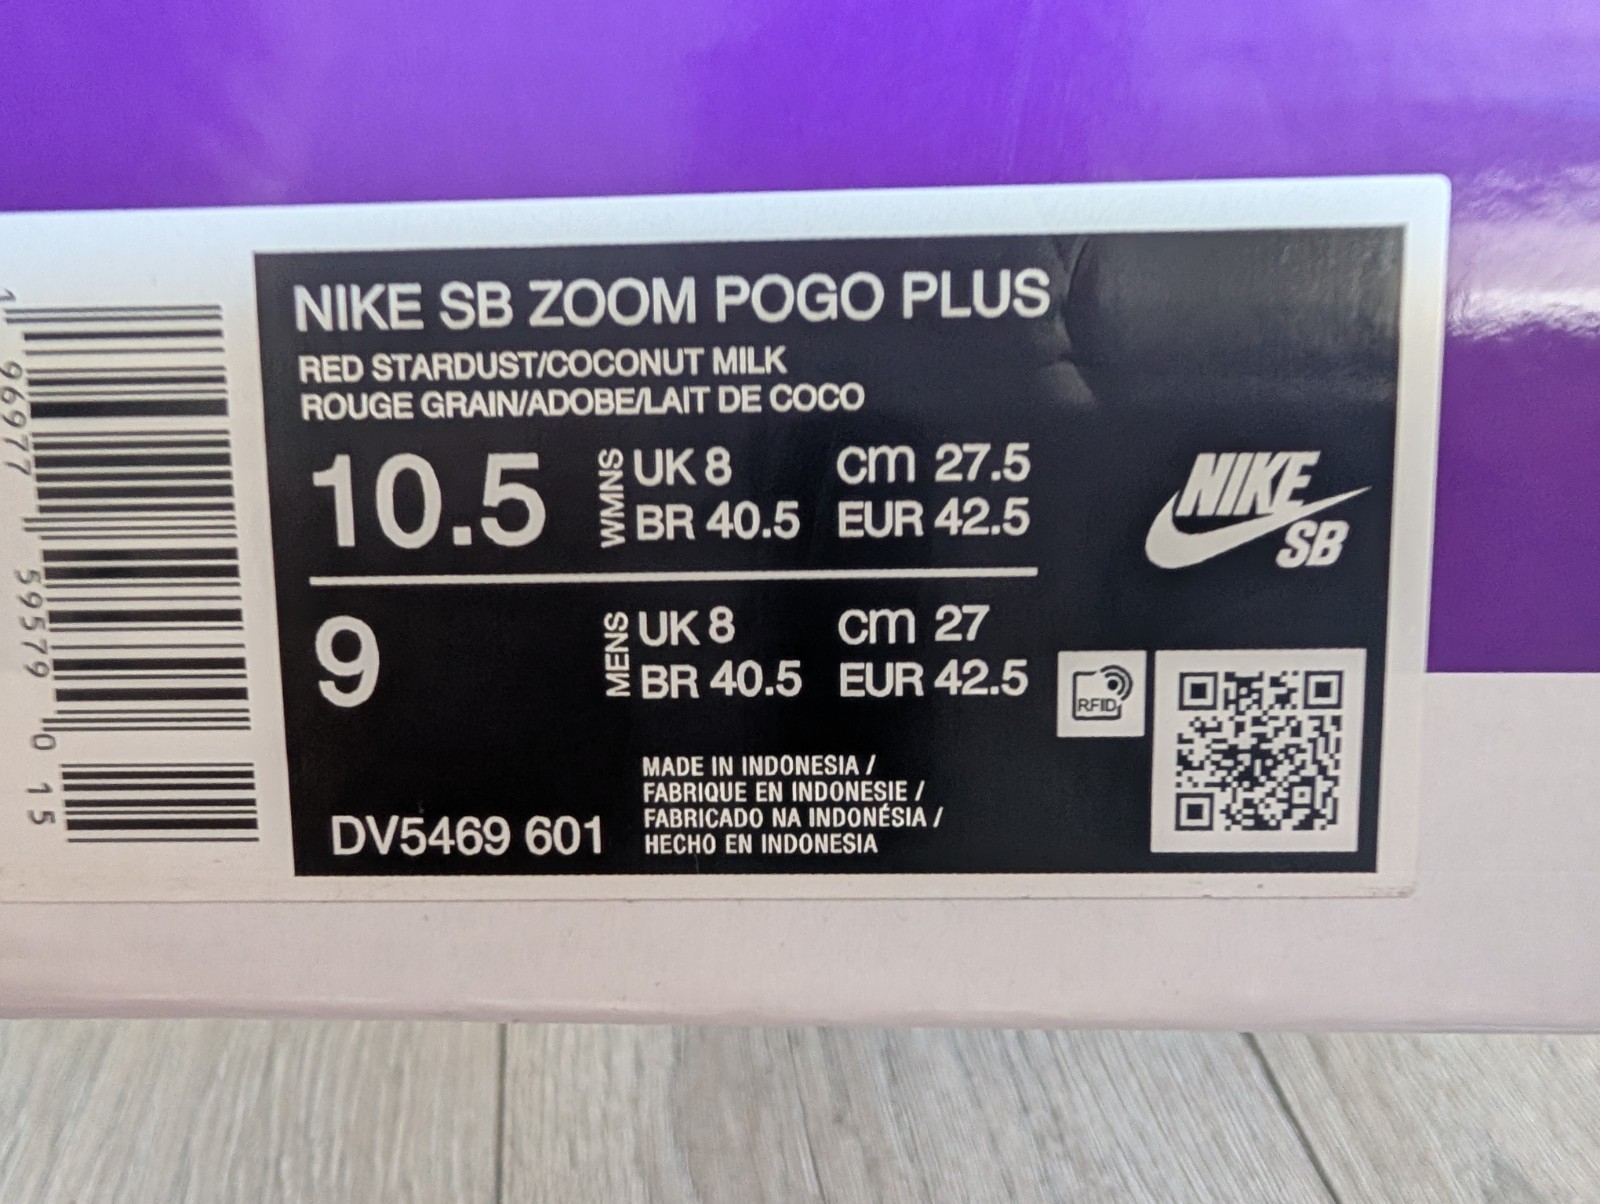 NIKE SB ZOOM POGO PLUS
RED STARDUST/COCONUT MILK
ROUGE GRAIN/ADOBE/LAIT DE COCO
10.5 WMNS UK 8 cm 27.5
BR 40.5 EUR 42.5
9 MENS UK 8 cm 27
BR 40.5 EUR 42.5
NIKE
SB
RFID
MADE IN INDONESIA /
FABRIQUE EN INDONESIE /
FABRICADO NA INDONÉSIA /
HECHO EN INDONESIA
DV5469 601
1 96977 59579 0 15